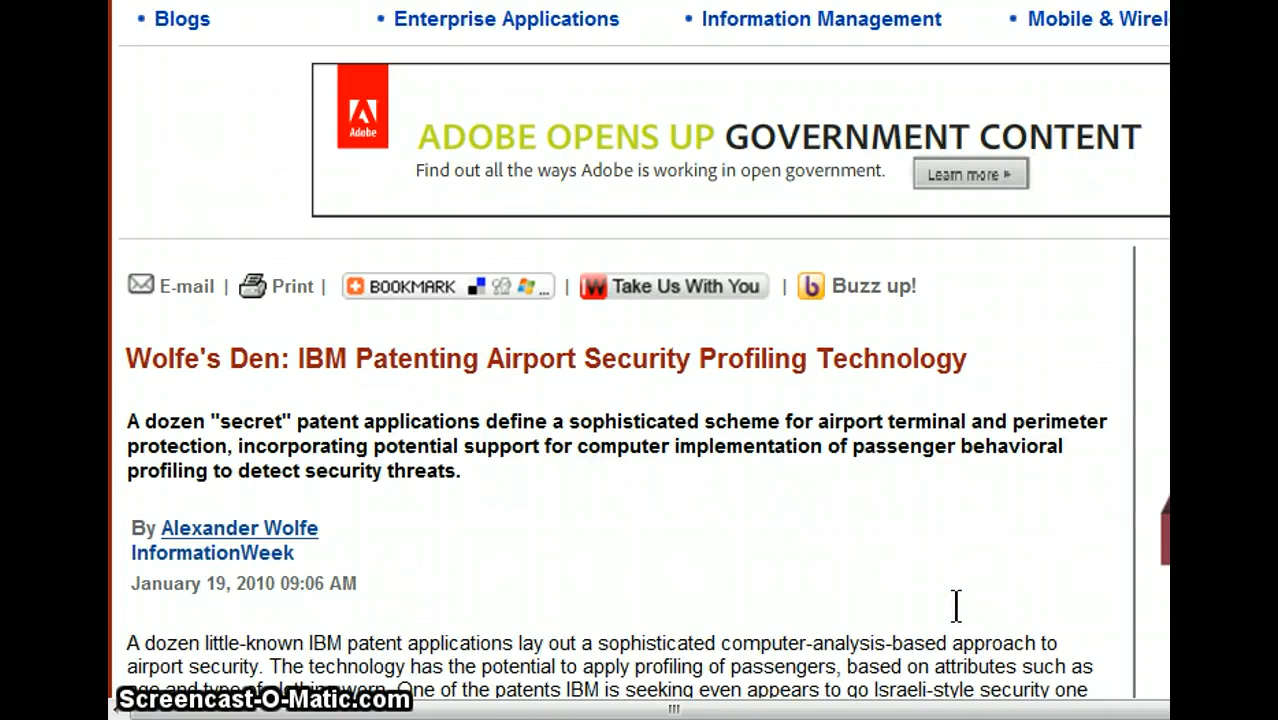 • Blogs • Enterprise Applications • Information Management • Mobile &
Adobe
ADOBE OPENS UP GOVERNMENT CONTENT
Find out all the ways Adobe is working in open government. Learn more
E-mail | Print | BOOKMARK ... | Take Us With You | Buzz up!
Wolfe's Den: IBM Patenting Airport Security Profiling Technology
A dozen "secret" patent applications define a sophisticated scheme for airport terminal and perimeter
protection, incorporating potential support for computer implementation of passenger behavioral
profiling to detect security threats.
By Alexander Wolfe
InformationWeek
January 19, 2010 09:06 AM
A dozen little-known IBM patent applications lay out a sophisticated computer-analysis-based approach to
airport security. The technology has the potential to apply profiling of passengers, based on attributes such as
age and type of clothing worn. One of the patents IBM is seeking even appears to go Israeli-style security one
Screencast-O-Matic.com